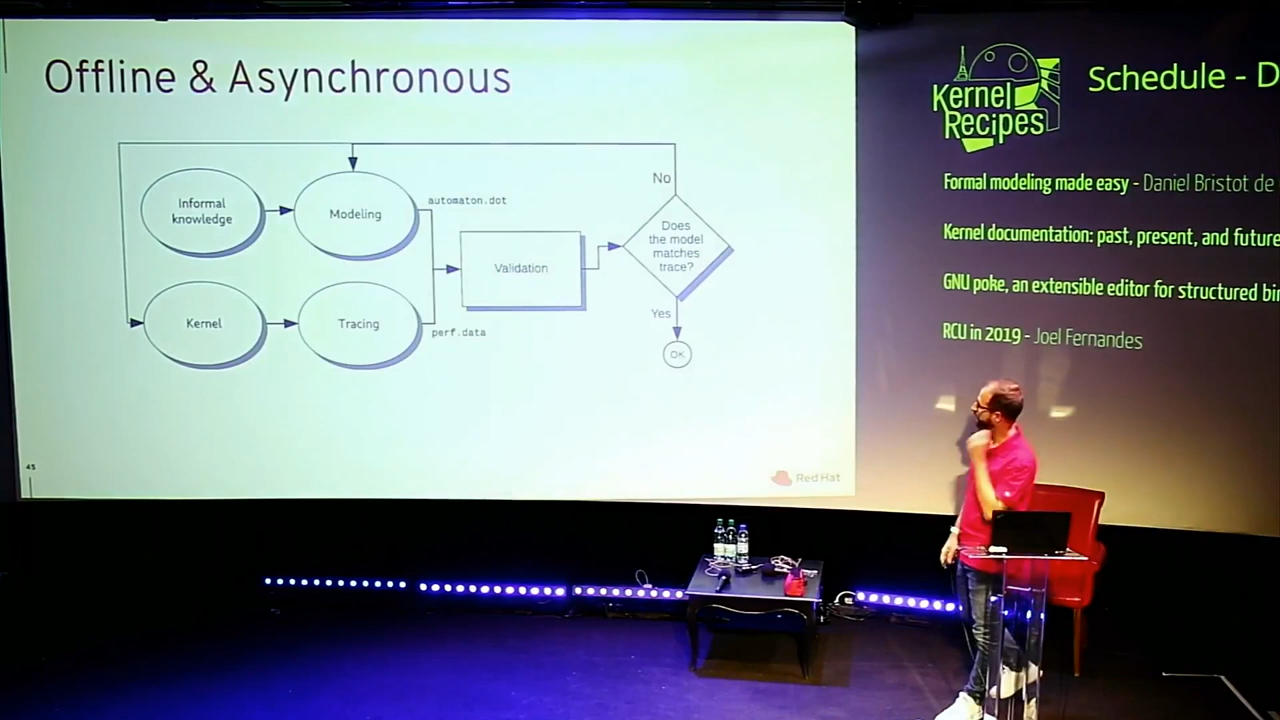 Offline & Asynchronous
No
Informal
knowledge
Modeling
automaton.dot
Does
the model
matches
trace?
Validation
Kernel
Tracing
perf.data
Yes
OK
45
Red Hat
Kernel
Recipes
Schedule - D
Formal modeling made easy - Daniel Bristot de
Kernel documentation: past, present, and future
GNU poke, an extensible editor for structured bin
RCU in 2019 - Joel Fernandes